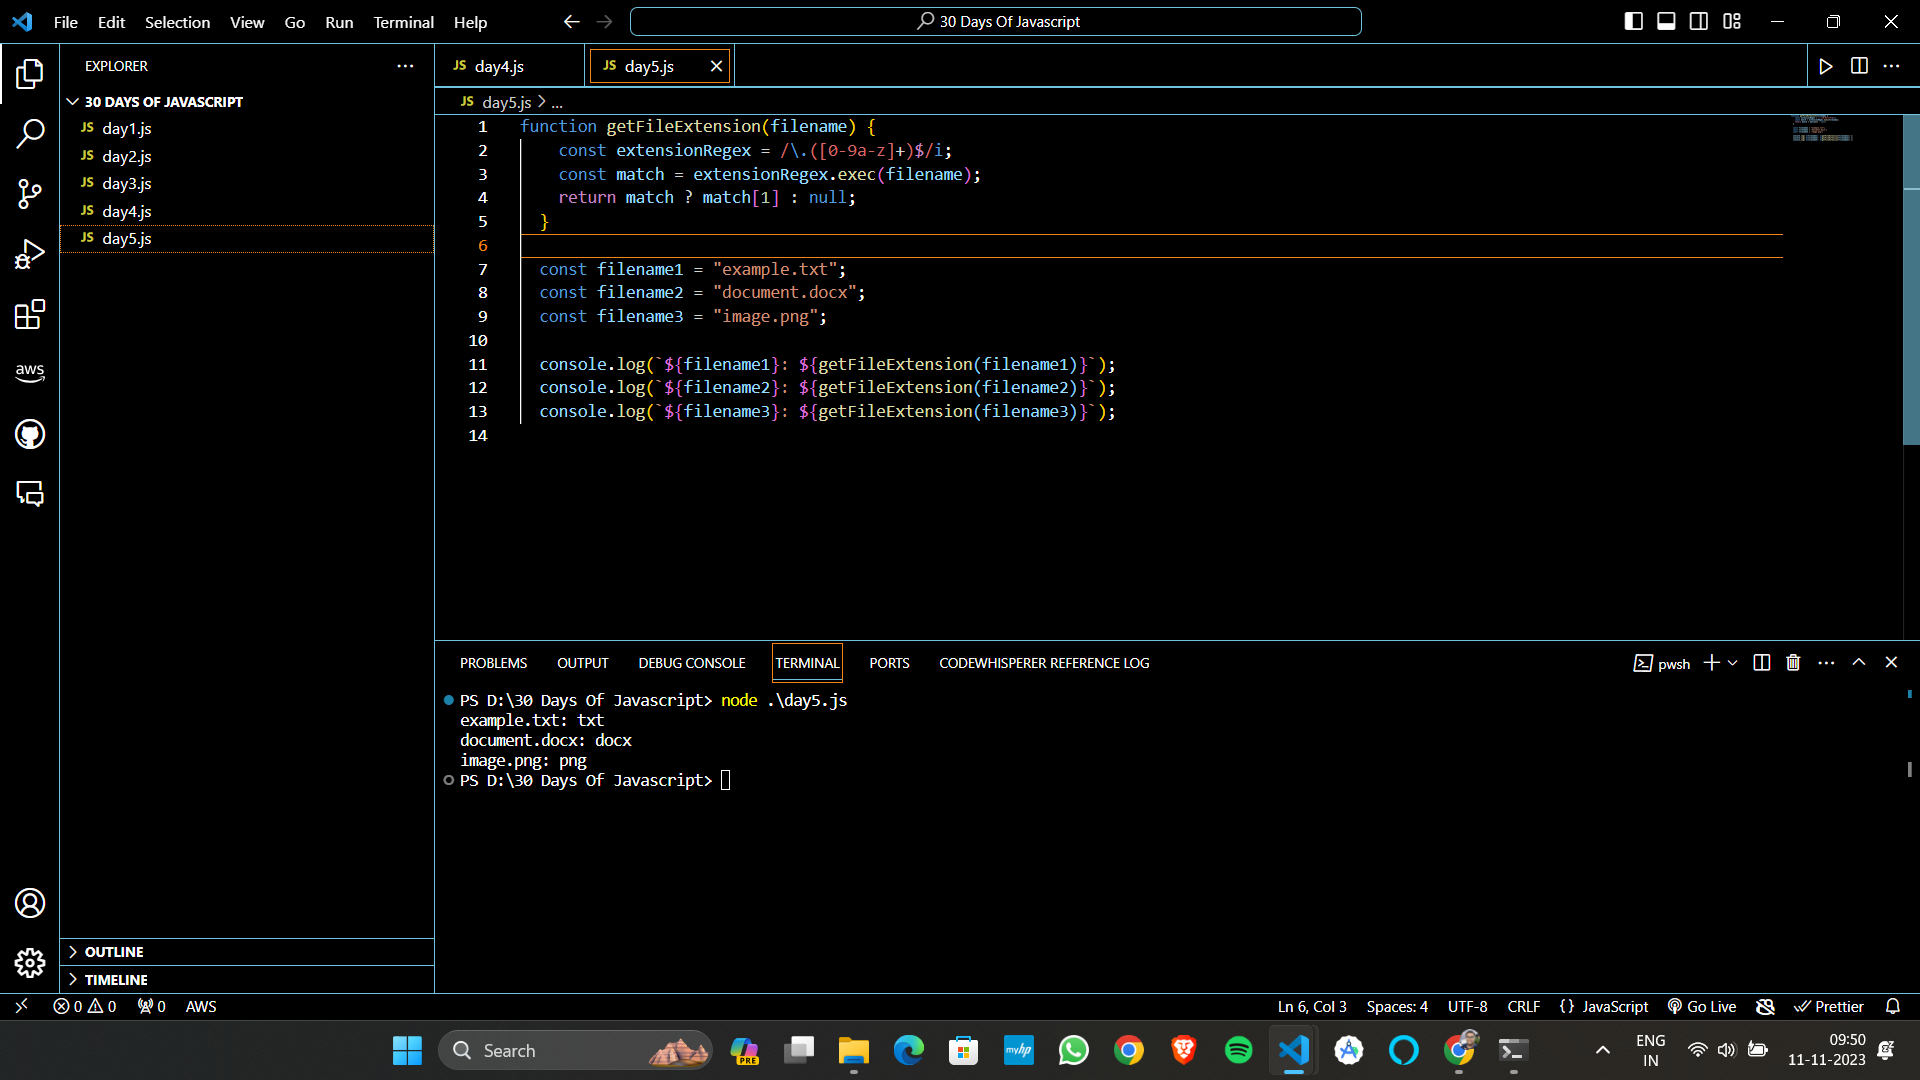 File Edit Selection View Go Run Terminal Help
30 Days Of Javascript
EXPLORER
30 DAYS OF JAVASCRIPT
JS day1.js
JS day2.js
JS day3.js
JS day4.js
JS day5.js
OUTLINE
TIMELINE
aws
JS day4.js JS day5.js
JS day5.js > ...
1 function getFileExtension(filename) {
2 const extensionRegex = /\.([0-9a-z]+)$/i;
3 const match = extensionRegex.exec(filename);
4 return match ? match[1] : null;
5 }
6
7 const filename1 = "example.txt";
8 const filename2 = "document.docx";
9 const filename3 = "image.png";
10
11 console.log(`${filename1}: ${getFileExtension(filename1)}`);
12 console.log(`${filename2}: ${getFileExtension(filename2)}`);
13 console.log(`${filename3}: ${getFileExtension(filename3)}`);
14
PROBLEMS OUTPUT DEBUG CONSOLE TERMINAL PORTS CODEWHISPERER REFERENCE LOG
pwsh
PS D:\30 Days Of Javascript> node .\day5.js
example.txt: txt
document.docx: docx
image.png: png
PS D:\30 Days Of Javascript>
0 0 0 AWS
Ln 6, Col 3 Spaces: 4 UTF-8 CRLF {} JavaScript Go Live Prettier
Search
PRE
myhp
ENG
IN
09:50
11-11-2023